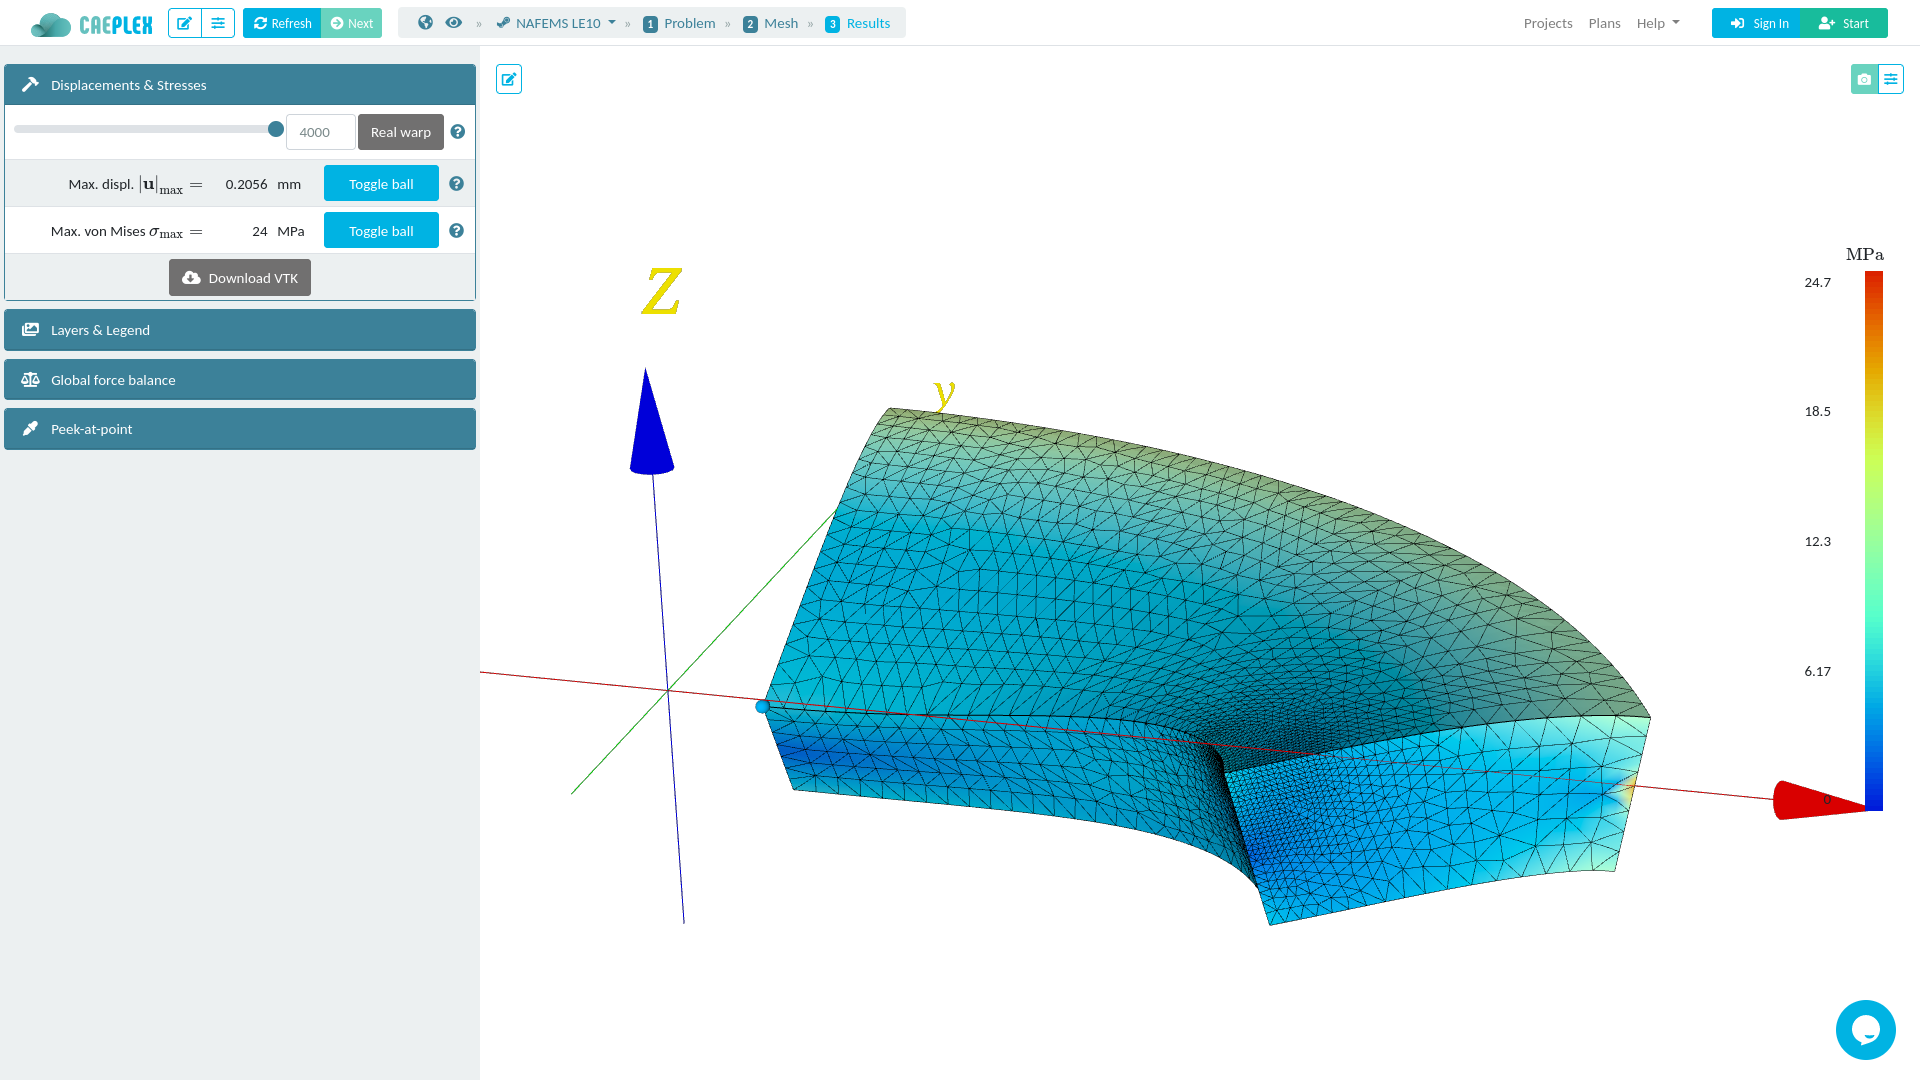 CAEPLEX Refresh Next » NAFEMS LE10 » 1 Problem » 2 Mesh » 3 Results Projects Plans Help Sign In Start
Displacements & Stresses
4000 Real warp ?
Max. displ. |u|max = 0.2056 mm Toggle ball ?
Max. von Mises σmax = 24 MPa Toggle ball ?
Download VTK
Layers & Legend
Global force balance
Peek-at-point
z
y
MPa
24.7
18.5
12.3
6.17
0